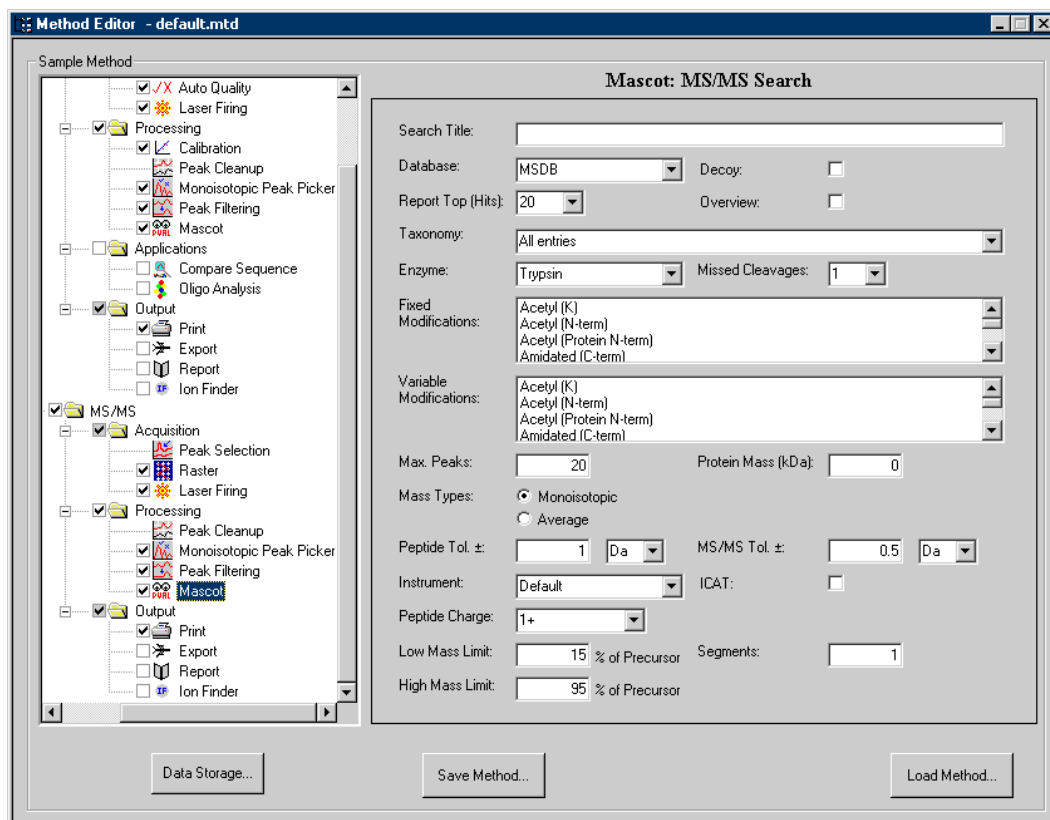 Method Editor - default.mtd
Sample Method
Auto Quality
Laser Firing
Processing
Calibration
Peak Cleanup
Monoisotopic Peak Picker
Peak Filtering
Mascot
Applications
Compare Sequence
Oligo Analysis
Output
Print
Export
Report
IF Ion Finder
MS/MS
Acquisition
Peak Selection
Raster
Laser Firing
Processing
Peak Cleanup
Monoisotopic Peak Picker
Peak Filtering
Mascot
Output
Print
Export
Report
IF Ion Finder
Mascot: MS/MS Search
Search Title:
Database: MSDB Decoy:
Report Top (Hits): 20 Overview:
Taxonomy: All entries
Enzyme: Trypsin Missed Cleavages: 1
Fixed Modifications:
Acetyl (K)
Acetyl (N-term)
Acetyl (Protein N-term)
Amidated (C-term)
Variable Modifications:
Acetyl (K)
Acetyl (N-term)
Acetyl (Protein N-term)
Amidated (C-term)
Max. Peaks: 20 Protein Mass (kDa): 0
Mass Types: Monoisotopic
Average
Peptide Tol. ±: 1 Da MS/MS Tol. ±: 0.5 Da
Instrument: Default ICAT:
Peptide Charge: 1+
Low Mass Limit: 15 % of Precursor Segments: 1
High Mass Limit: 95 % of Precursor
Data Storage... Save Method... Load Method...